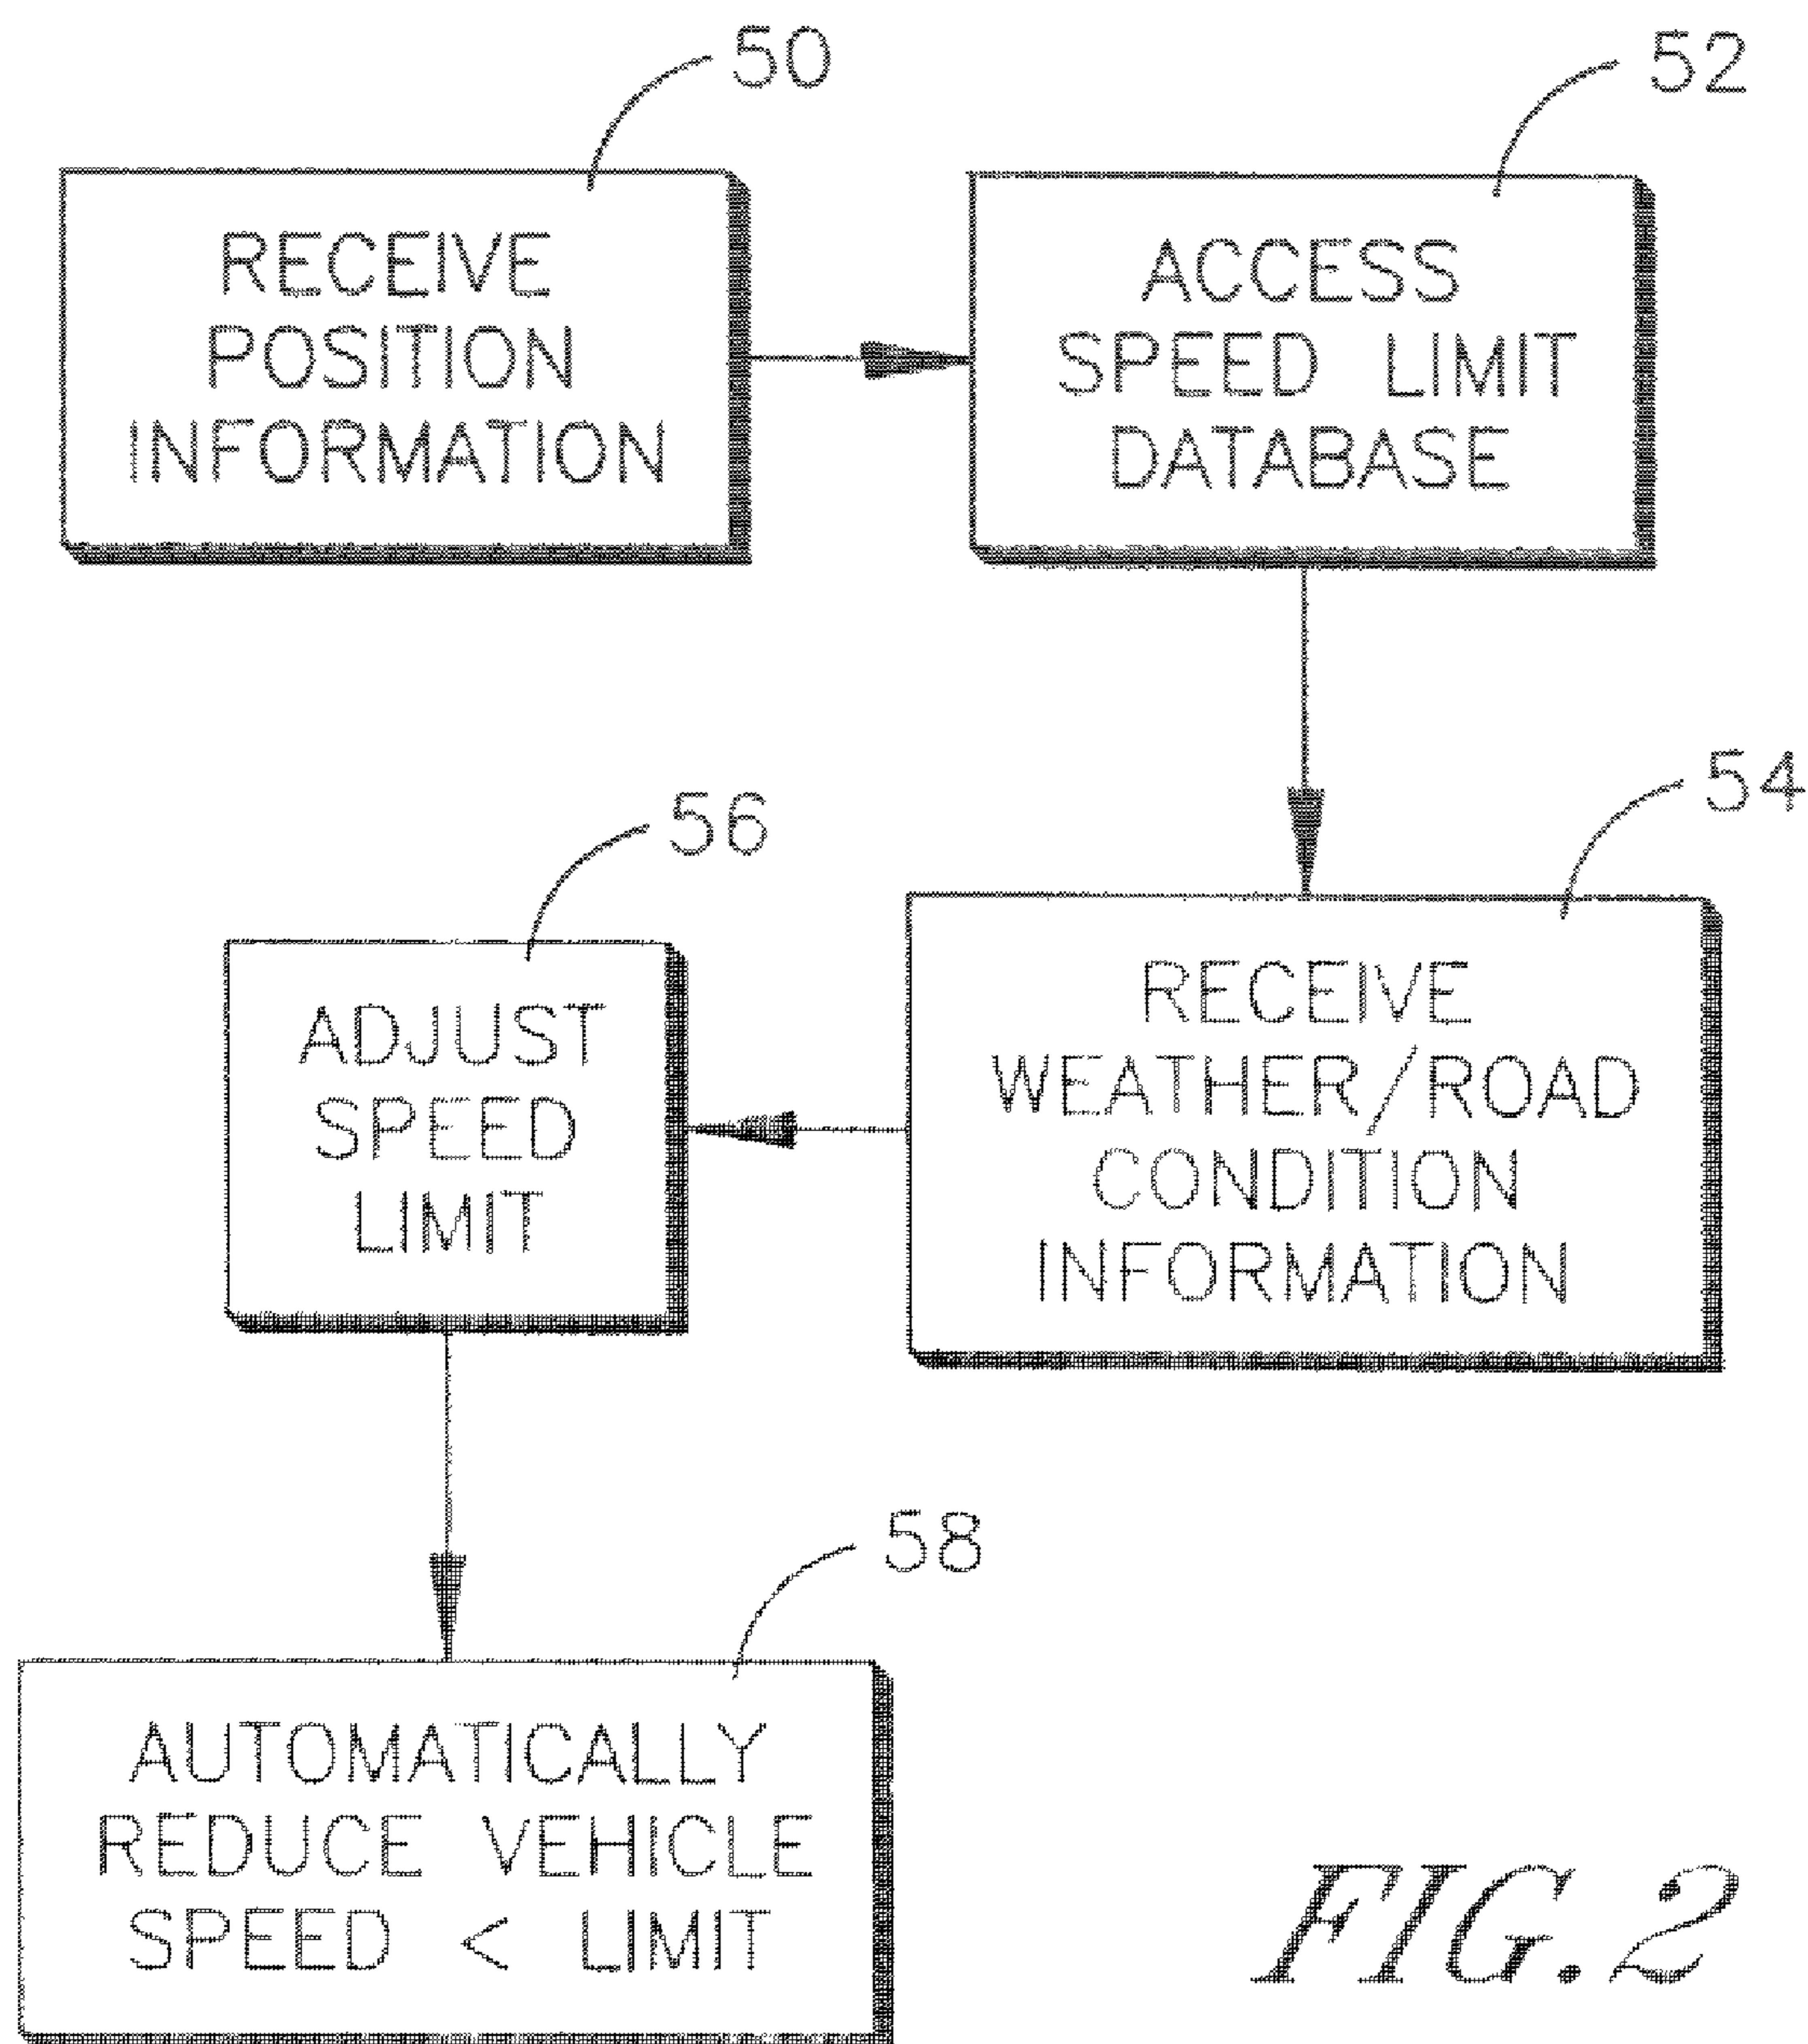 50
RECEIVE
POSITION
INFORMATION
52
ACCESS
SPEED LIMIT
DATABASE
54
RECEIVE
WEATHER/ROAD
CONDITION
INFORMATION
56
ADJUST
SPEED
LIMIT
58
AUTOMATICALLY
REDUCE VEHICLE
SPEED < LIMIT
FIG.2